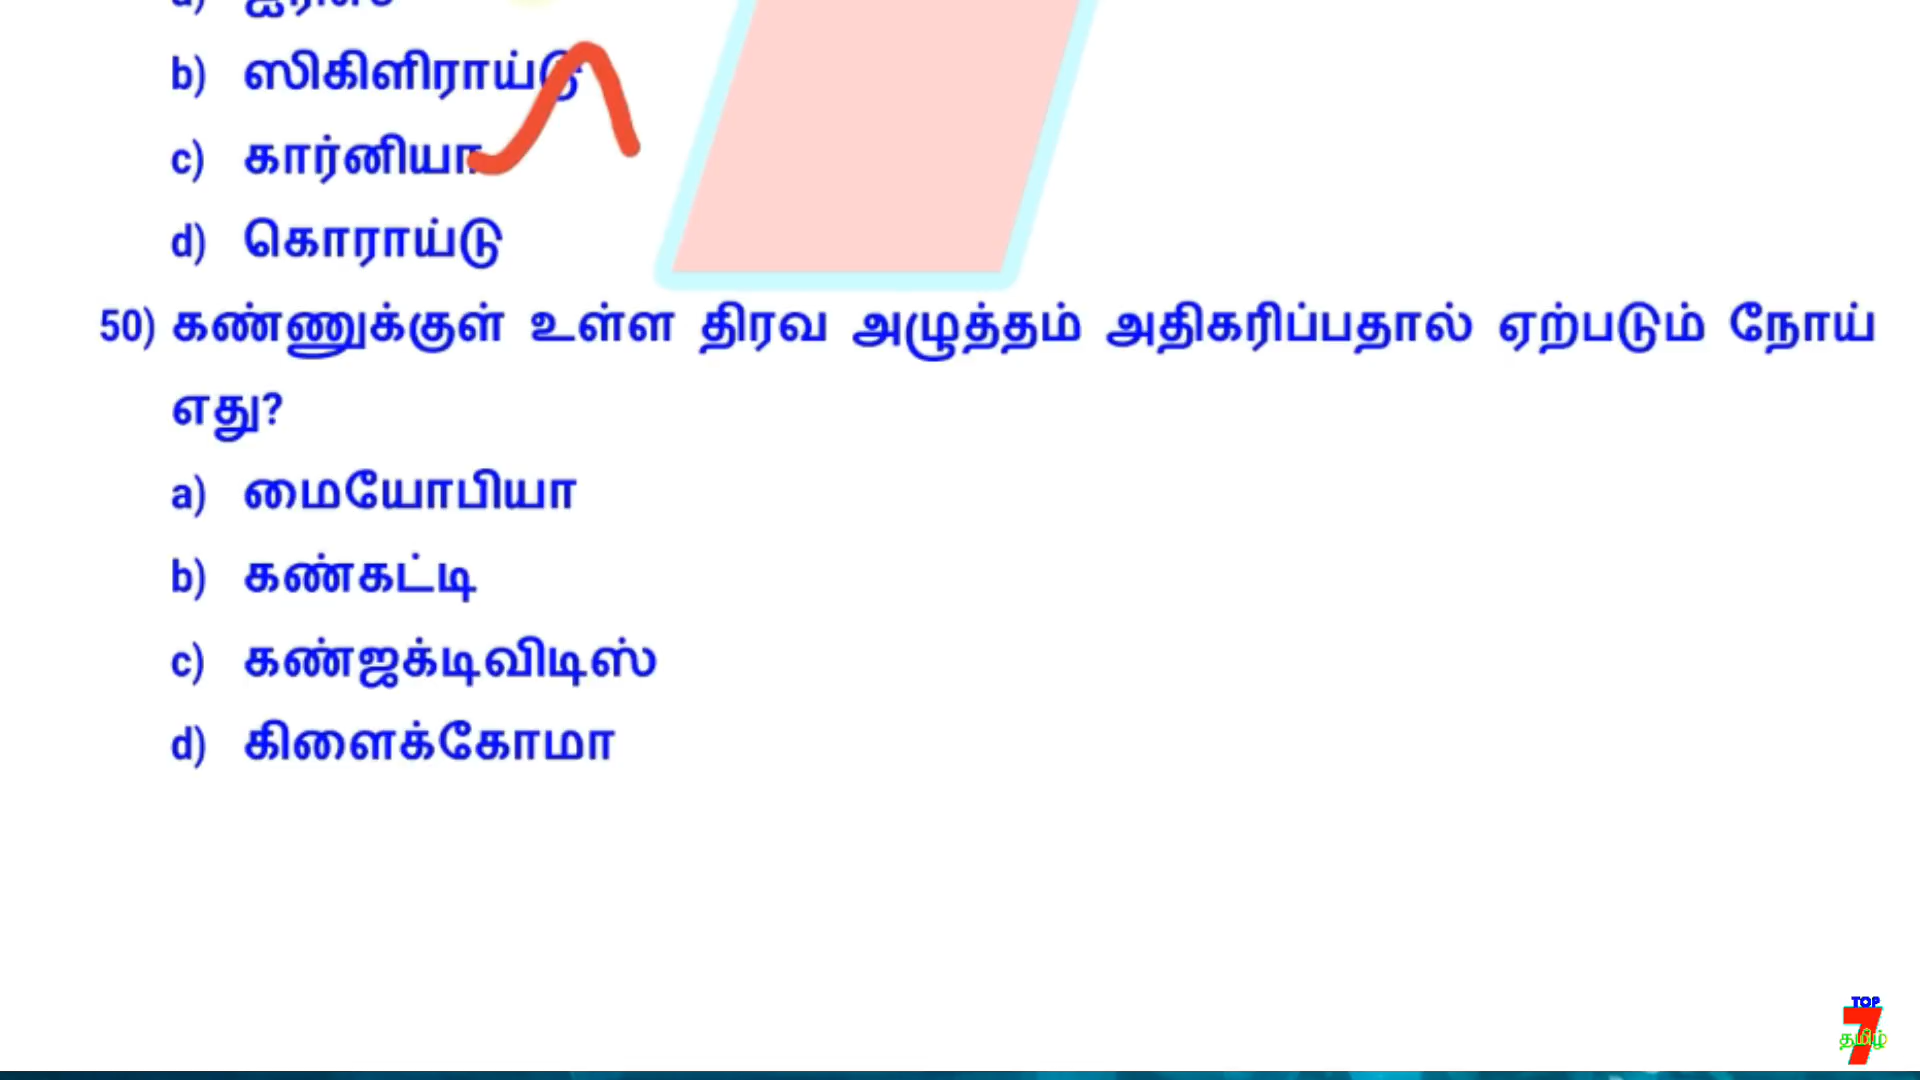 b) ஸிகிளிராய்டு
c) கார்னியா
d) கொராய்டு
50) கண்ணுக்குள் உள்ள திரவ அழுத்தம் அதிகரிப்பதால் ஏற்படும் நோய்
எது?
a) மையோபியா
b) கண்கட்டி
c) கண்ஜக்டிவிடிஸ்
d) கிளைக்கோமா
TOP
7
தமிழ்